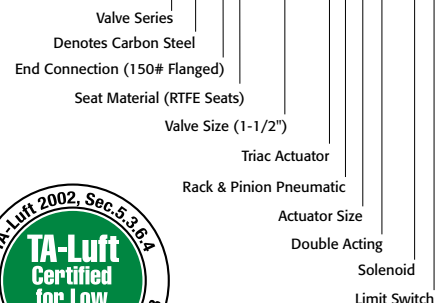 Valve Series
Denotes Carbon Steel
End Connection (150# Flanged)
Seat Material (RTFE Seats)
Valve Size (1-1/2")
Triac Actuator
Rack & Pinion Pneumatic
Actuator Size
Double Acting
Solenoid
Limit Switch
TA-Luft 2002, Sec.5.3.6.4
TA-Luft
Certified
for Low